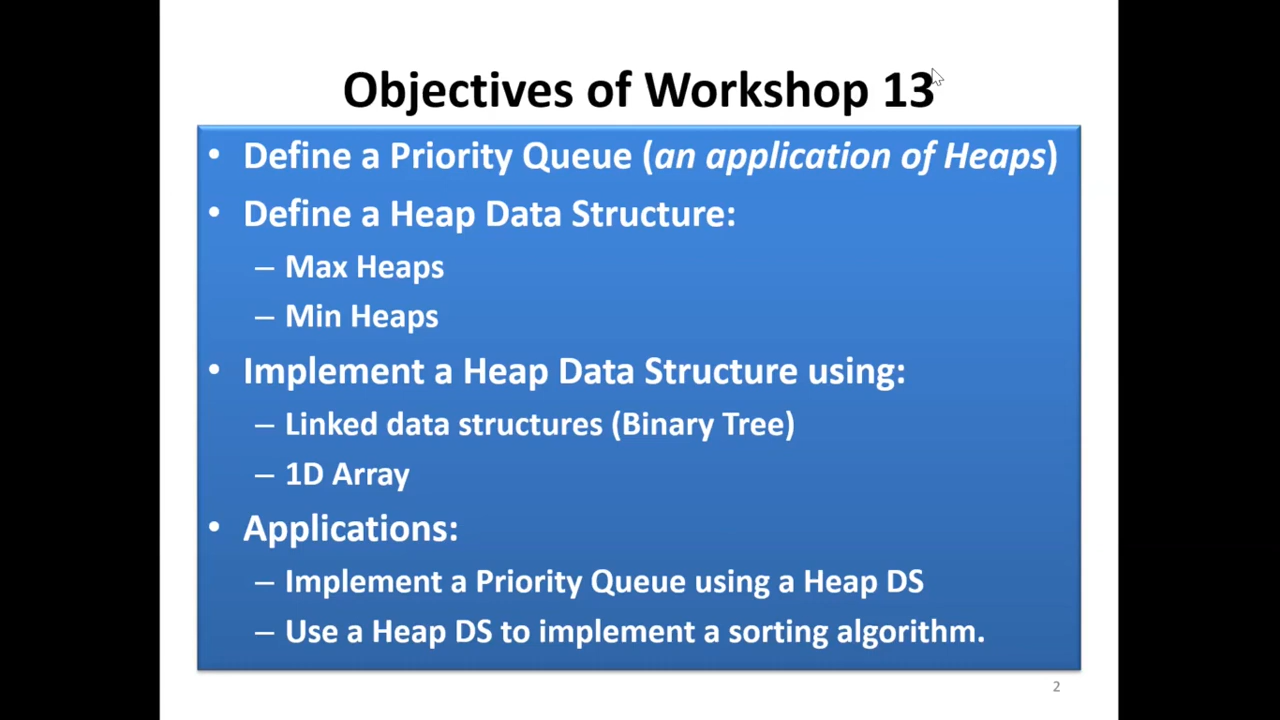 Objectives of Workshop 13
• Define a Priority Queue (an application of Heaps)
• Define a Heap Data Structure:
– Max Heaps
– Min Heaps
• Implement a Heap Data Structure using:
– Linked data structures (Binary Tree)
– 1D Array
• Applications:
– Implement a Priority Queue using a Heap DS
– Use a Heap DS to implement a sorting algorithm.
2